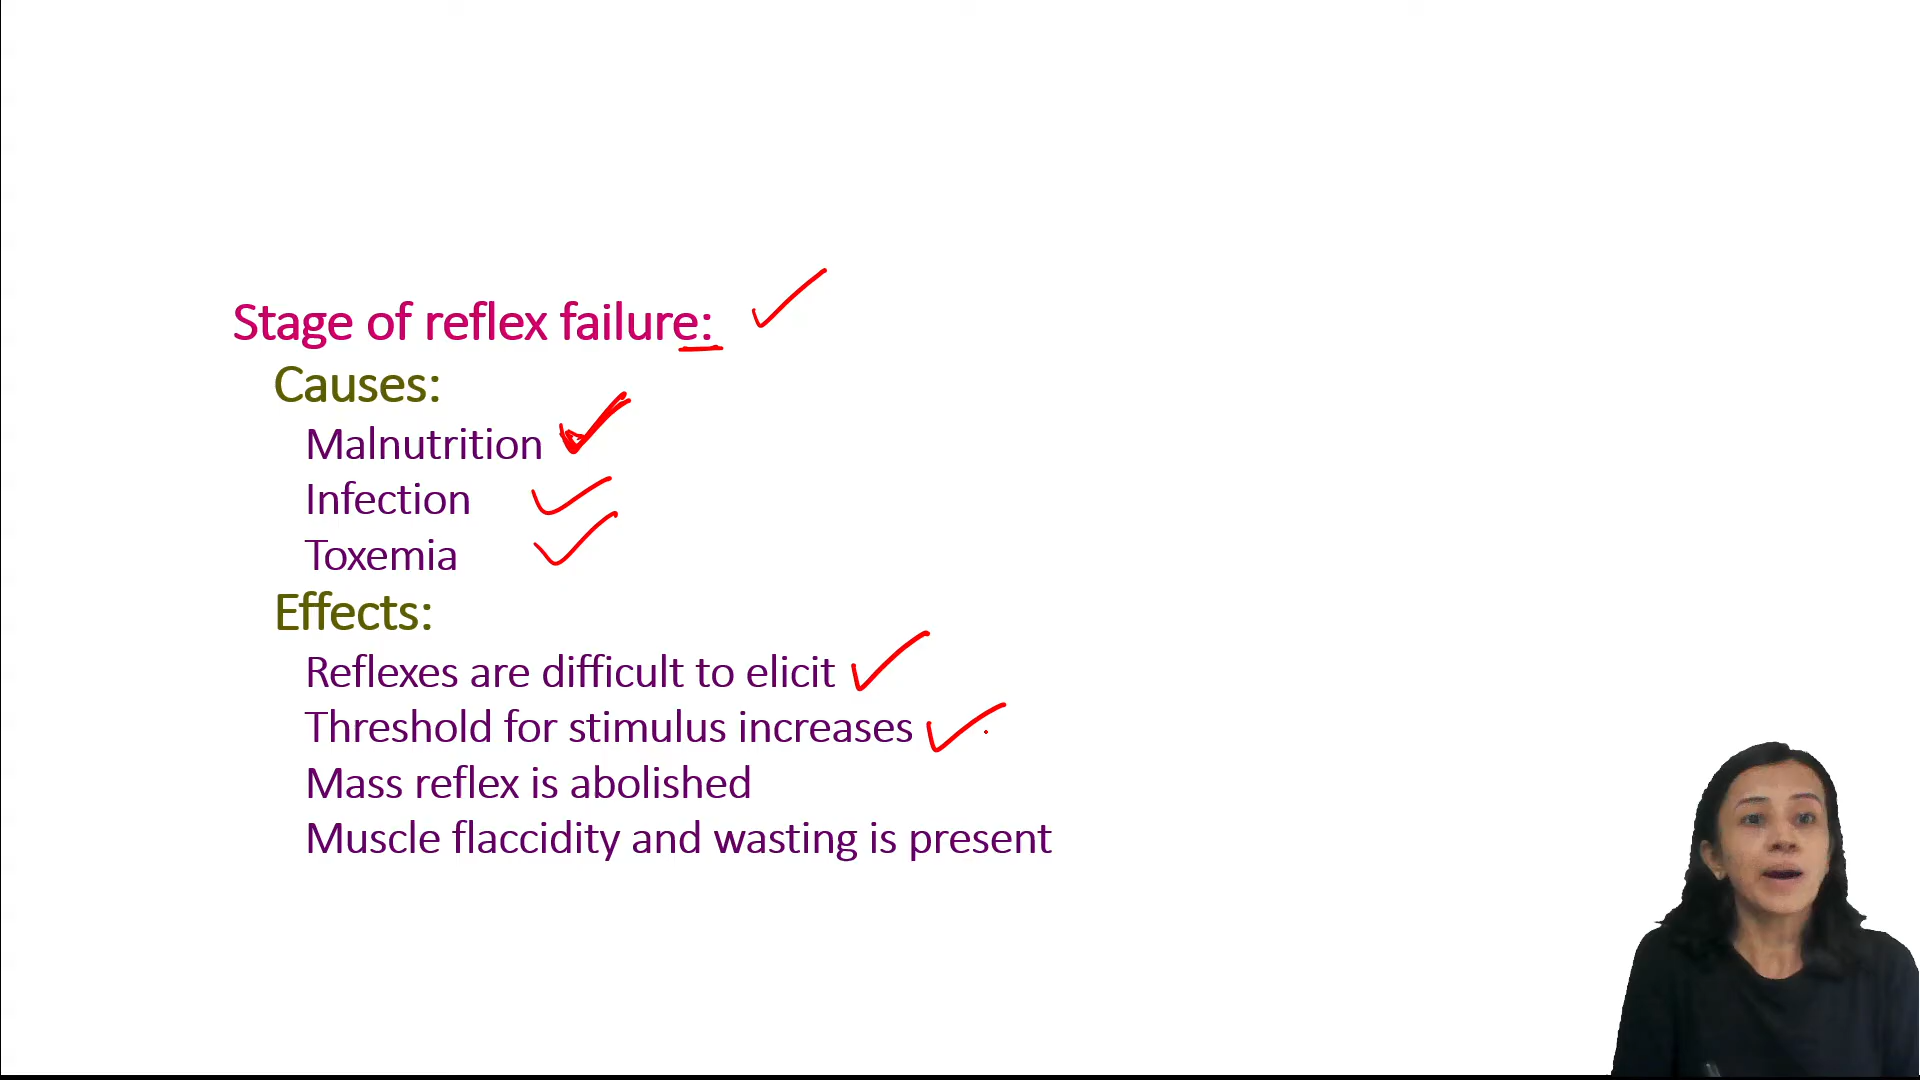 Stage of reflex failure:
Causes:
Malnutrition
Infection
Toxemia
Effects:
Reflexes are difficult to elicit
Threshold for stimulus increases
Mass reflex is abolished
Muscle flaccidity and wasting is present